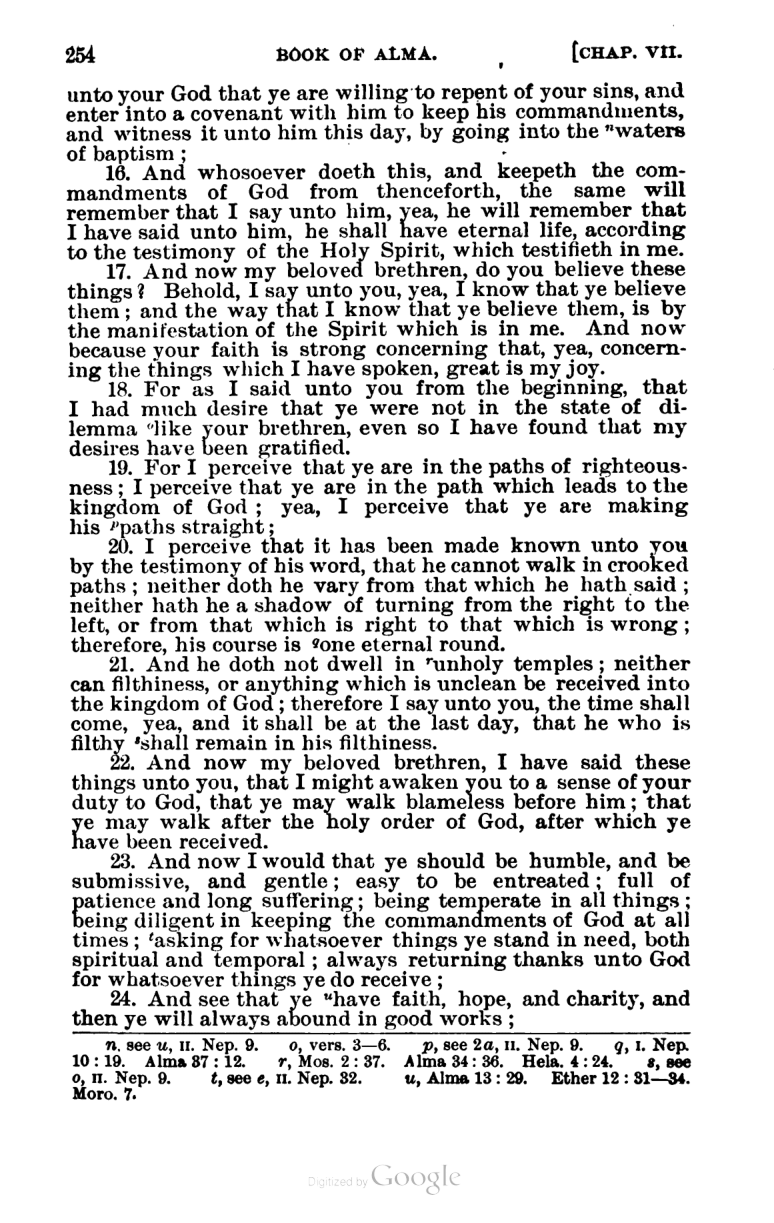 254 BOOK OF ALMA. [CHAP. VII.
unto your God that ye are willing to repent of your sins, and
enter into a covenant with him to keep his commandments,
and witness it unto him this day, by going into the ⁿwaters
of baptism ;
16. And whosoever doeth this, and keepeth the com-
mandments of God from thenceforth, the same will
remember that I say unto him, yea, he will remember that
I have said unto him, he shall have eternal life, according
to the testimony of the Holy Spirit, which testifieth in me.
17. And now my beloved brethren, do you believe these
things? Behold, I say unto you, yea, I know that ye believe
them ; and the way that I know that ye believe them, is by
the manifestation of the Spirit which is in me. And now
because your faith is strong concerning that, yea, concern-
ing the things which I have spoken, great is my joy.
18. For as I said unto you from the beginning, that
I had much desire that ye were not in the state of di-
lemma ᵒlike your brethren, even so I have found that my
desires have been gratified.
19. For I perceive that ye are in the paths of righteous-
ness ; I perceive that ye are in the path which leads to the
kingdom of God ; yea, I perceive that ye are making
his ᵖpaths straight ;
20. I perceive that it has been made known unto you
by the testimony of his word, that he cannot walk in crooked
paths ; neither doth he vary from that which he hath said ;
neither hath he a shadow of turning from the right to the
left, or from that which is right to that which is wrong ;
therefore, his course is qone eternal round.
21. And he doth not dwell in ʳunholy temples ; neither
can filthiness, or anything which is unclean be received into
the kingdom of God ; therefore I say unto you, the time shall
come, yea, and it shall be at the last day, that he who is
filthy ˢshall remain in his filthiness.
22. And now my beloved brethren, I have said these
things unto you, that I might awaken you to a sense of your
duty to God, that ye may walk blameless before him ; that
ye may walk after the holy order of God, after which ye
have been received.
23. And now I would that ye should be humble, and be
submissive, and gentle ; easy to be entreated ; full of
patience and long suffering ; being temperate in all things ;
being diligent in keeping the commandments of God at all
times ; ᵗasking for whatsoever things ye stand in need, both
spiritual and temporal ; always returning thanks unto God
for whatsoever things ye do receive ;
24. And see that ye ᵘhave faith, hope, and charity, and
then ye will always abound in good works ;
n, see u, II. Nep. 9. o, vers. 3—6. p, see 2a, II. Nep. 9. q, I. Nep.
10 : 19. Alma 37 : 12. r, Mos. 2 : 37. Alma 34 : 36. Hela. 4 : 24. s, see
o, II. Nep. 9. t, see e, II. Nep. 32. u, Alma 13 : 29. Ether 12 : 31—34.
Moro. 7.
Digitized by Google